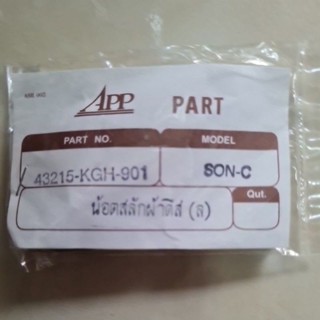 APP PART
PART NO. MODEL
43215-KGH-901 SON-C
Qut.
น๊อตสลักผ้าดิส (ล)